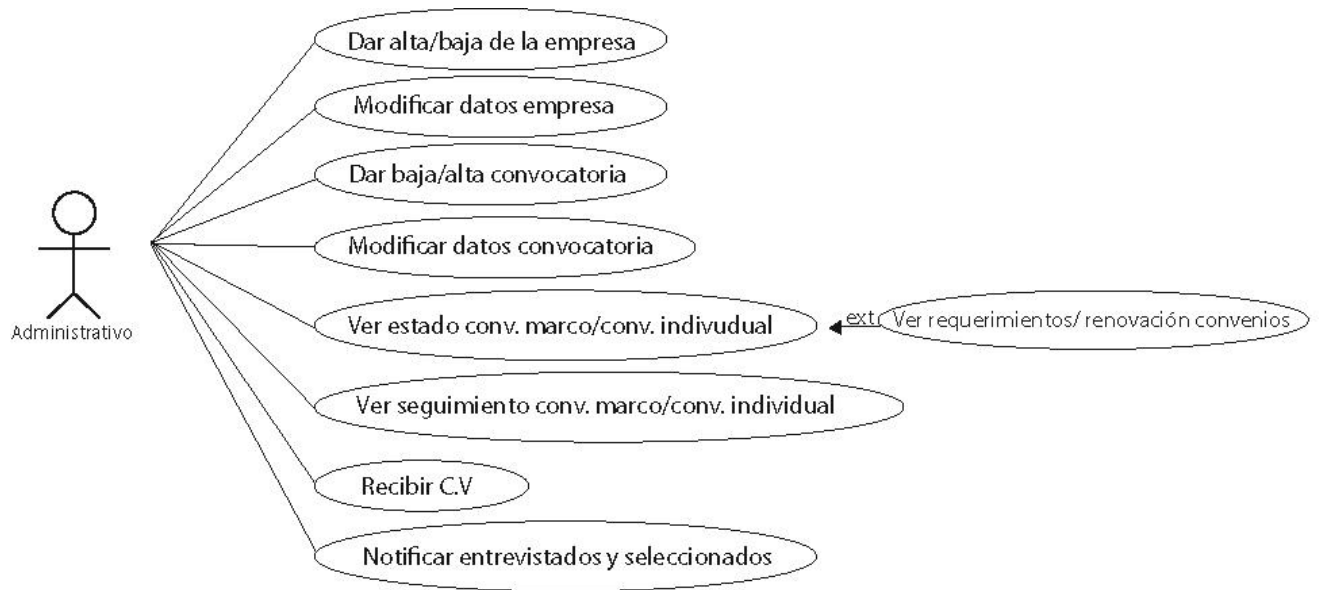 Dar alta/baja de la empresa
Modificar datos empresa
Dar baja/alta convocatoria
Modificar datos convocatoria
Administrativo
Ver estado conv. marco/conv. indivudual
ext
Ver requerimientos/ renovación convenios
Ver seguimiento conv. marco/conv. individual
Recibir C.V
Notificar entrevistados y seleccionados